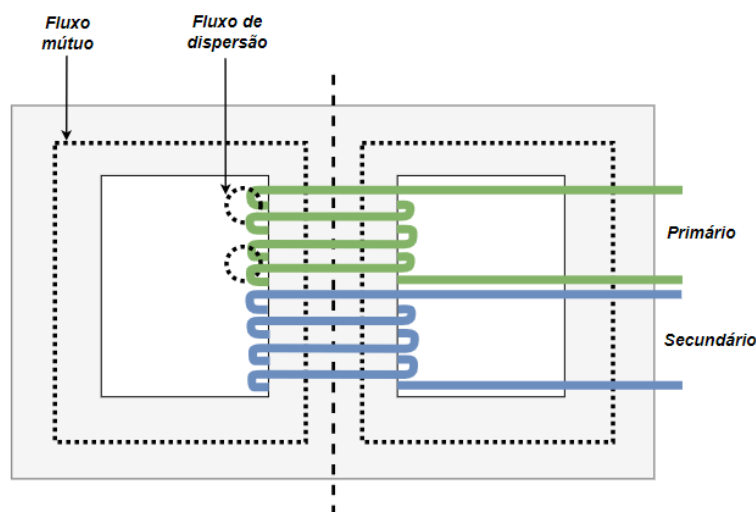 Fluxo
mútuo
Fluxo de
dispersão
Primário
Secundário